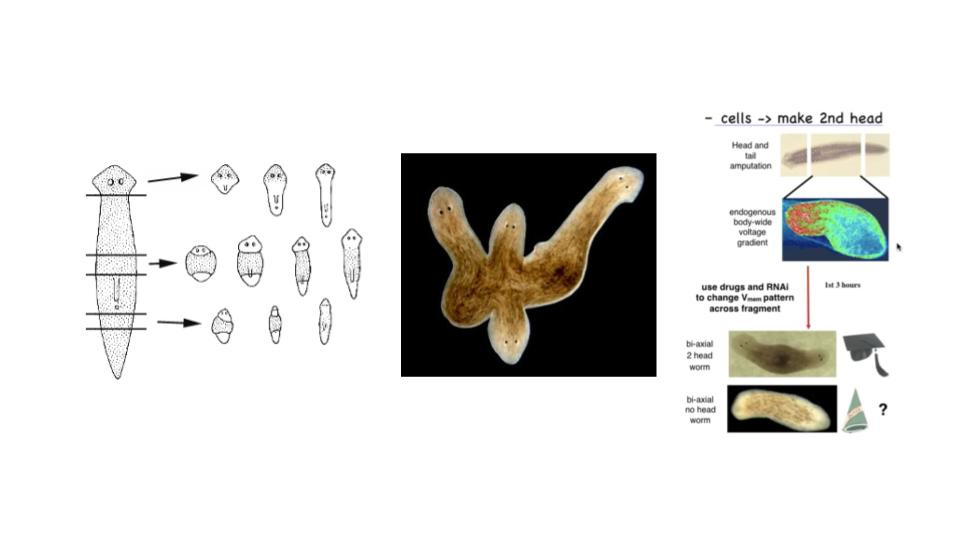 - cells -> make 2nd head
Head and
tail
amputation
endogenous
body-wide
voltage
gradient
1st 3 hours
use drugs and RNAi
to change Vmem pattern
across fragment
bi-axial
2 head
worm
bi-axial
no head
worm
?